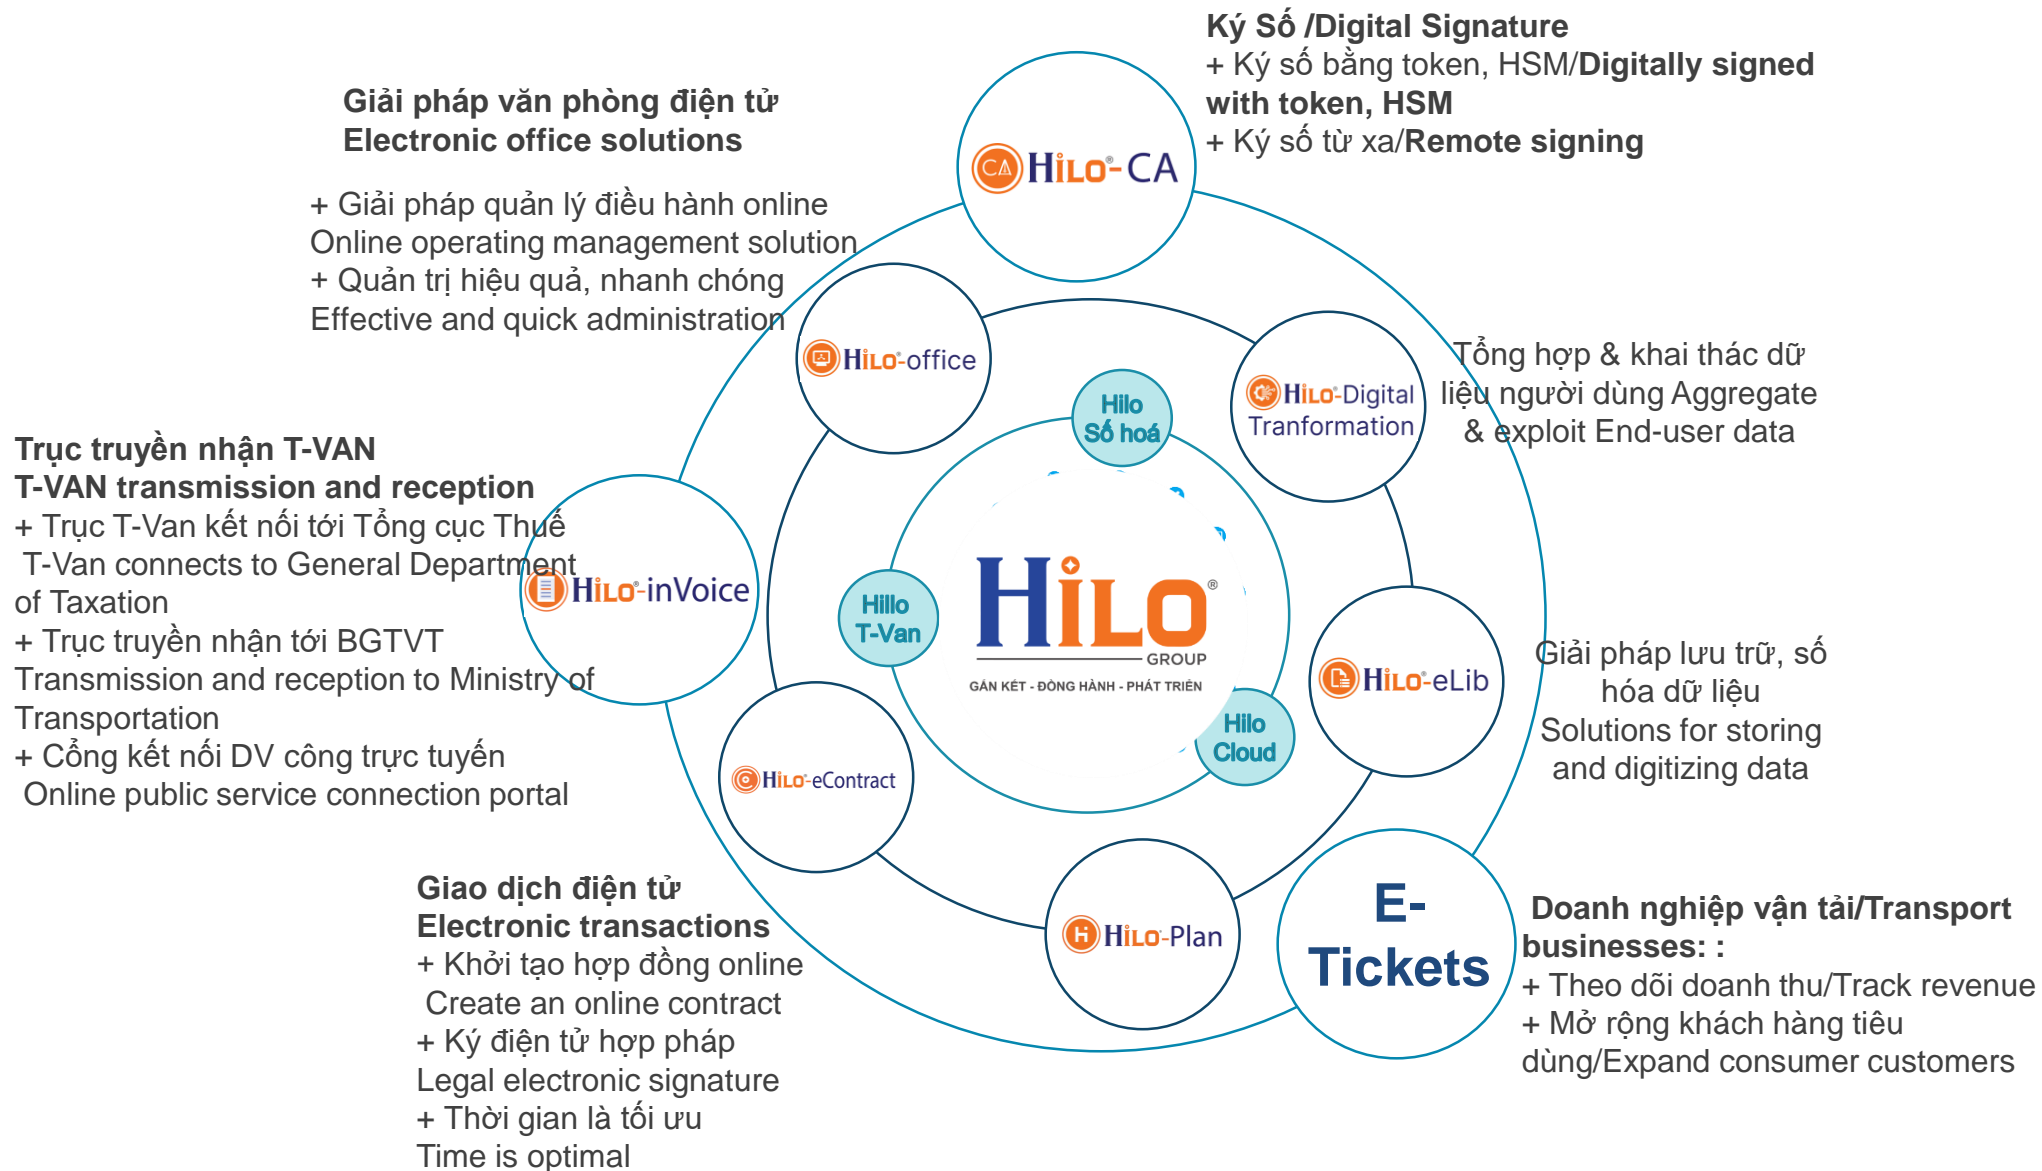 Ký Số /Digital Signature
+ Ký số bằng token, HSM/Digitally signed
with token, HSM
+ Ký số từ xa/Remote signing
Giải pháp văn phòng điện tử
Electronic office solutions
+ Giải pháp quản lý điều hành online
Online operating management solution
+ Quản trị hiệu quả, nhanh chóng
Effective and quick administration
CA HiLO®-CA
HiLO®-office
HiLO®-Digital
Tranformation
Tổng hợp & khai thác dữ
liệu người dùng Aggregate
& exploit End-user data
Hilo
Số hoá
Trục truyền nhận T-VAN
T-VAN transmission and reception
+ Trục T-Van kết nối tới Tổng cục Thuế
T-Van connects to General Department
of Taxation
+ Trục truyền nhận tới BGTVT
Transmission and reception to Ministry of
Transportation
+ Cổng kết nối DV công trực tuyến
Online public service connection portal
HiLO®-inVoice
Hillo
T-Van
HiLO®
GROUP
GẮN KẾT - ĐỒNG HÀNH - PHÁT TRIỂN
Hilo
Cloud
HiLO®-eLib
Giải pháp lưu trữ, số
hóa dữ liệu
Solutions for storing
and digitizing data
HiLO®-eContract
HiLO-Plan
E-
Tickets
Giao dịch điện tử
Electronic transactions
+ Khởi tạo hợp đồng online
Create an online contract
+ Ký điện tử hợp pháp
Legal electronic signature
+ Thời gian là tối ưu
Time is optimal
Doanh nghiệp vận tải/Transport
businesses: :
+ Theo dõi doanh thu/Track revenue
+ Mở rộng khách hàng tiêu
dùng/Expand consumer customers